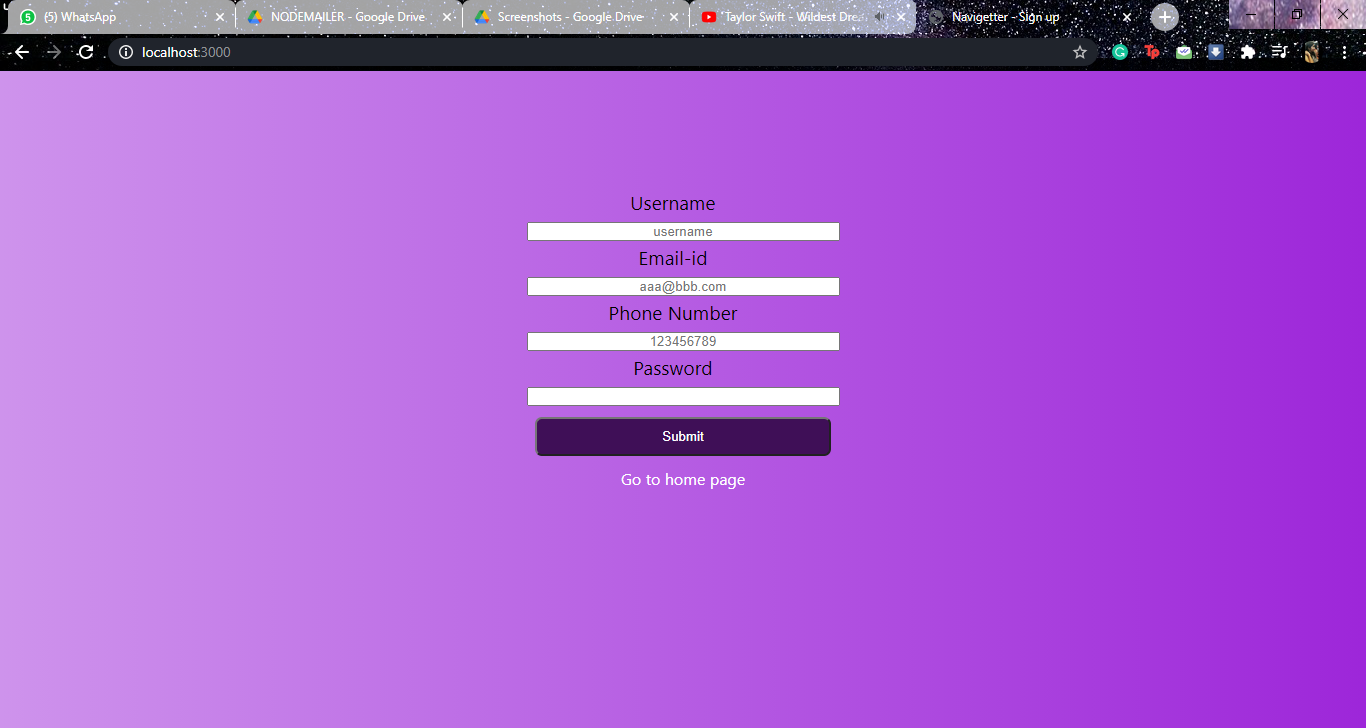 (5) WhatsApp
NODEMAILER - Google Drive
Screenshots - Google Drive
Taylor Swift - Wildest Drea
Navigetter - Sign up
localhost:3000
Username
username
Email-id
aaa@bbb.com
Phone Number
123456789
Password
Submit
Go to home page